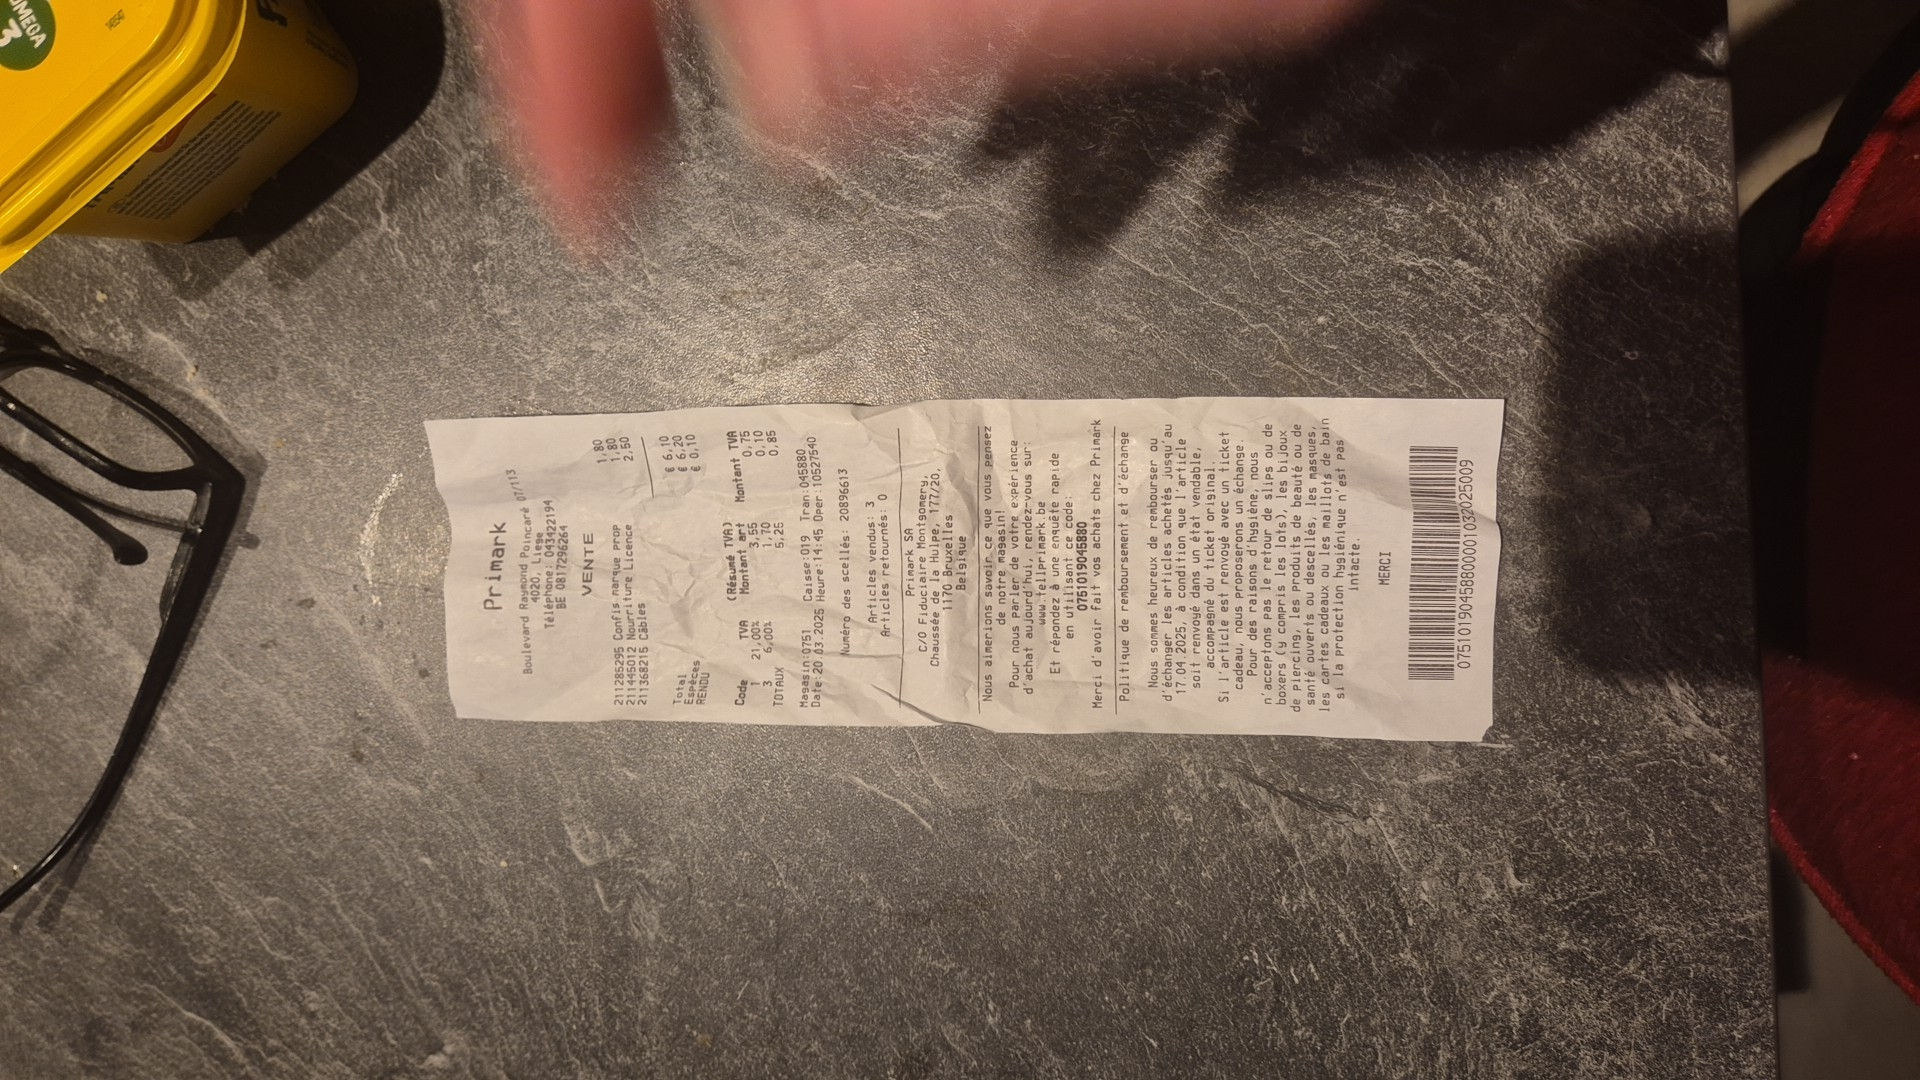 OMEGA
3
Primark
Boulevard Raymond Poincaré 07/113
4020, Liege
Téléphone: 043422194
BE 0817296264
VENTE
211285295 Confis marque prop 1,80
211445012 Nourriture Licence 1,80
211368215 Câbles 2,50
Total € 6,10
Espèces € 6,20
RENDU € 0,10
(Résumé TVA)
Code TVA Montant art Montant TVA
1 21,00% 3,55 0,75
3 6,00% 1,70 0,10
TOTAUX 5,25 0,85
Magasin:0751 Caisse:019 Tran:045880
Date:20.03.2025 Heure:14:45 Oper:10527540
Numéro des scellés: 20896613
Articles vendus: 3
Articles retournés: 0
Primark SA
C/O Fiduciaire Montgomery,
Chaussée de la Hulpe, 177/20,
1170 Bruxelles
Belgique
Nous aimerions savoir ce que vous pensez
de notre magasin!
Pour nous parler de votre expérience
d'achat aujourd'hui, rendez-vous sur:
www.tellprimark.be
Et répondez à une enquête rapide
en utilisant ce code:
0751019045880
Merci d'avoir fait vos achats chez Primark
Politique de remboursement et d'échange
Nous sommes heureux de rembourser ou
d'échanger les articles achetés jusqu'au
17.04.2025, à condition que l'article
soit renvoyé dans un état vendable,
accompagné du ticket original.
Si l'article est renvoyé avec un ticket
cadeau, nous proposerons un échange.
Pour des raisons d'hygiène, nous
n'acceptons pas le retour de slips ou de
boxers (y compris les lots), les bijoux
de piercing, les produits de beauté ou de
santé ouverts ou descellés, les masques,
les cartes cadeaux ou les maillots de bain
si la protection hygiénique n'est pas
intacte.
MERCI
0751019045880000103202025009